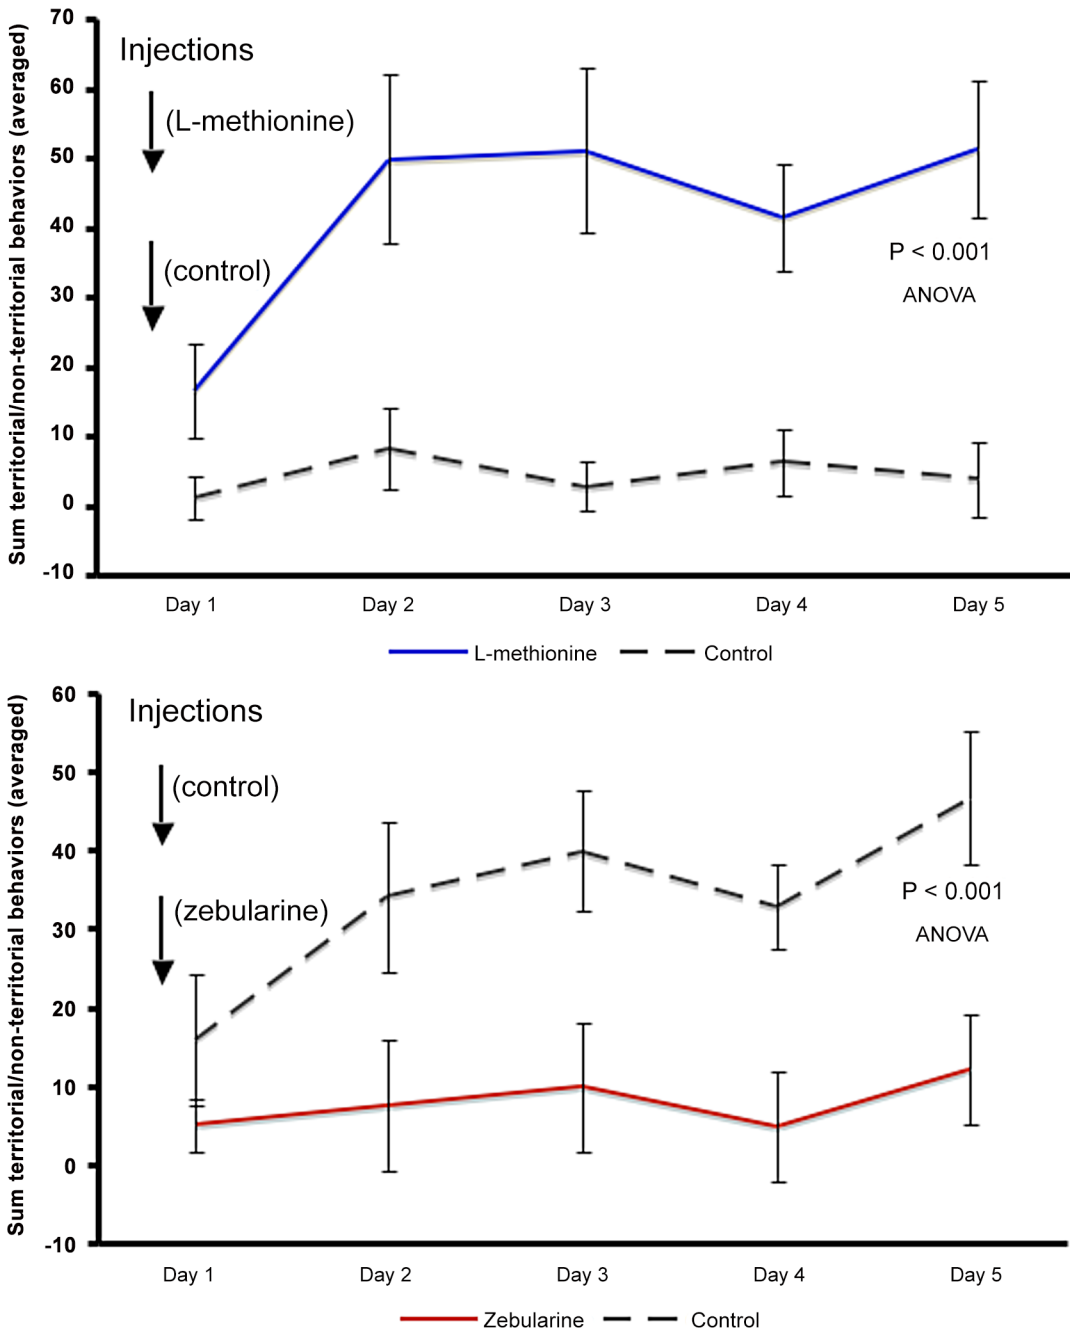 Sum territorial/non-territorial behaviors (averaged)
70
60
50
40
30
20
10
0
-10
Injections
(L-methionine)
(control)
P < 0.001
ANOVA
Day 1 Day 2 Day 3 Day 4 Day 5
L-methionine Control
Sum territorial/non-territorial behaviors (averaged)
60
50
40
30
20
10
0
-10
Injections
(control)
(zebularine)
P < 0.001
ANOVA
Day 1 Day 2 Day 3 Day 4 Day 5
Zebularine Control